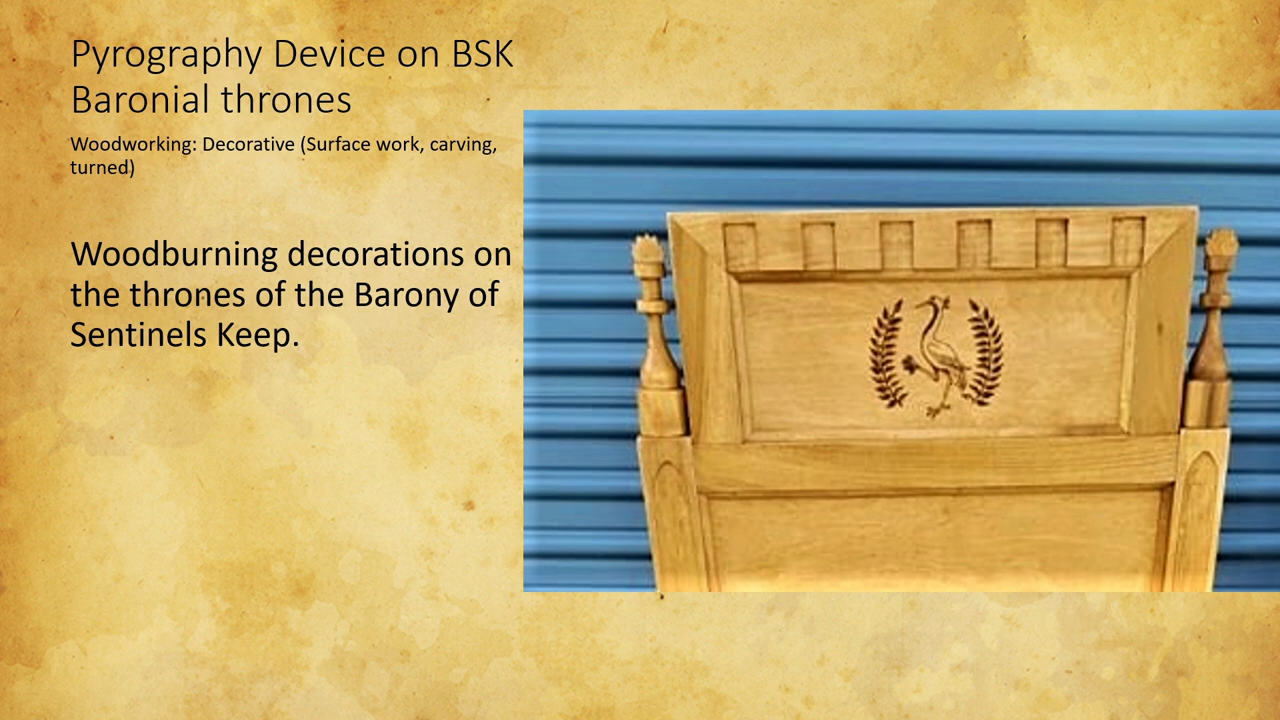 Pyrography Device on BSK
Baronial thrones
Woodworking: Decorative (Surface work, carving,
turned)
Woodburning decorations on
the thrones of the Barony of
Sentinels Keep.